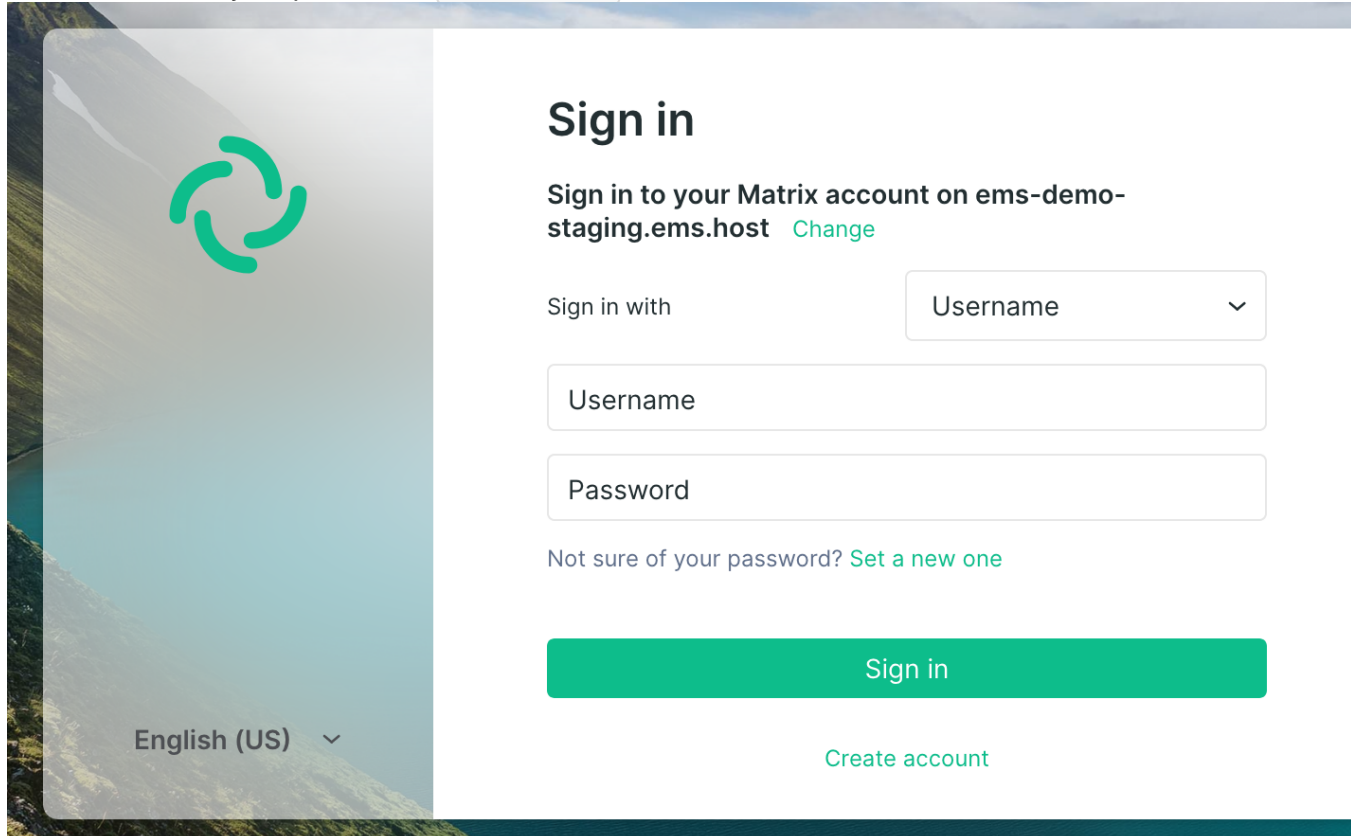 Sign in
Sign in to your Matrix account on ems-demo-
staging.ems.host Change
Sign in with Username
Username
Password
Not sure of your password? Set a new one
Sign in
English (US)
Create account